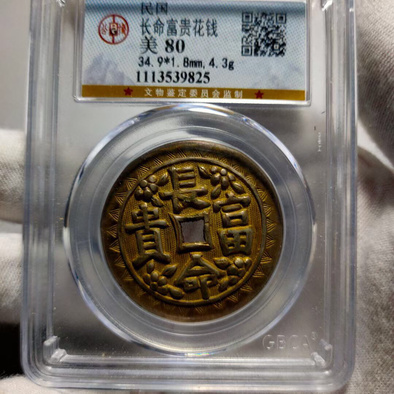 民国
长命富贵花钱
美 80
34.9*1.8mm,4.3g
1113539825
★ 文物鉴定委员会监制 ★
長命富貴
GBCA